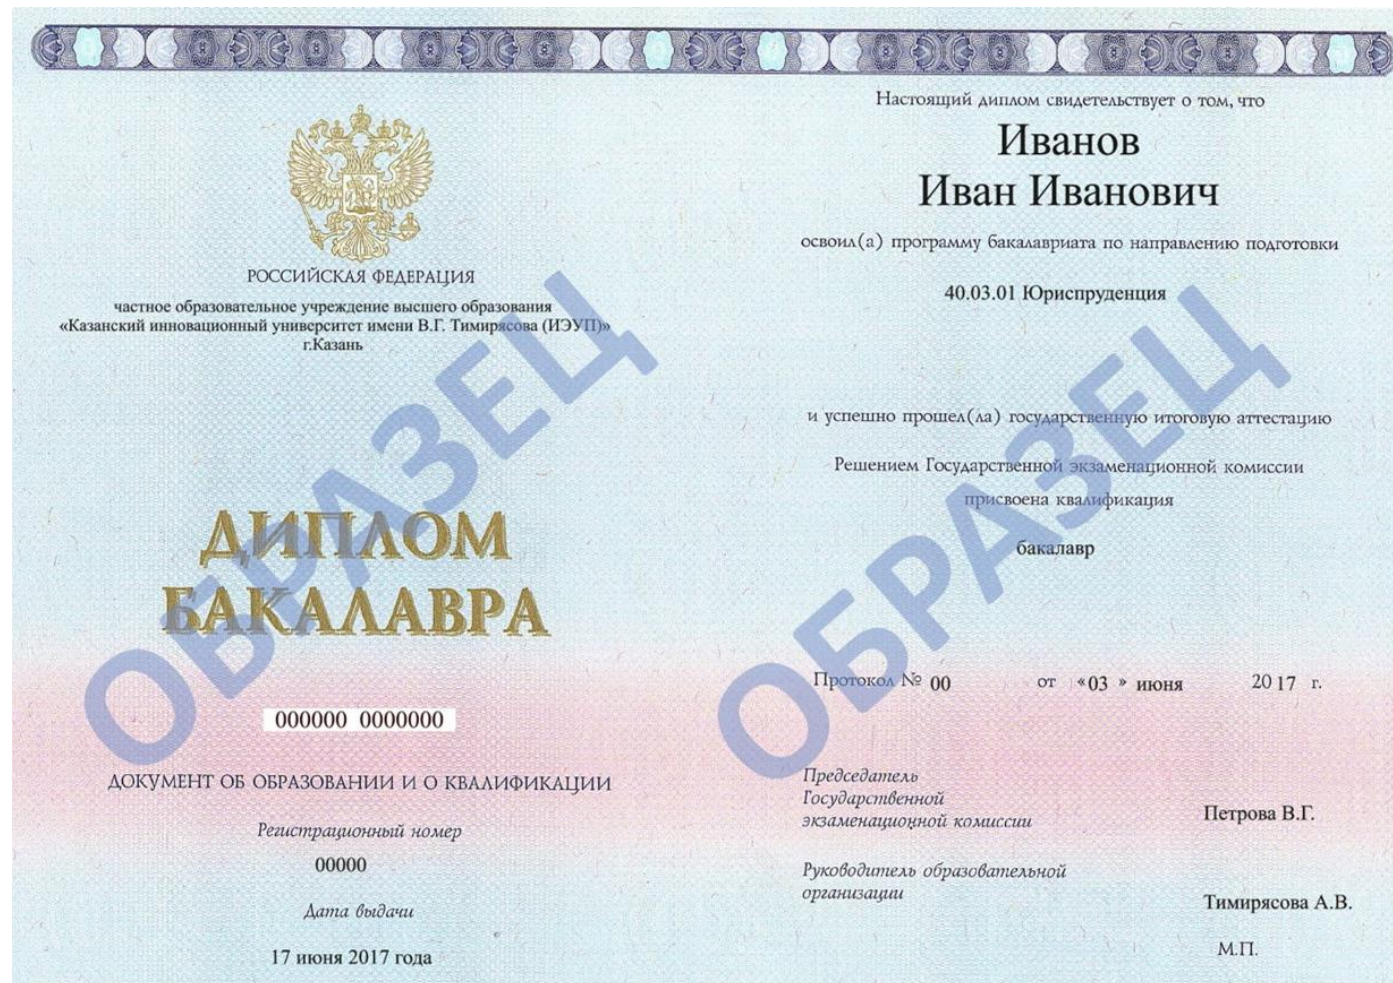 РОССИЙСКАЯ ФЕДЕРАЦИЯ
частное образовательное учреждение высшего образования
«Казанский инновационный университет имени В.Г. Тимирясова (ИЭУП)»
г.Казань
ДИПЛОМ
БАКАЛАВРА
ОБРАЗЕЦ
000000 0000000
ДОКУМЕНТ ОБ ОБРАЗОВАНИИ И О КВАЛИФИКАЦИИ
Регистрационный номер
00000
Дата выдачи
17 июня 2017 года
Настоящий диплом свидетельствует о том, что
Иванов
Иван Иванович
освоил(а) программу бакалавриата по направлению подготовки
40.03.01 Юриспруденция
и успешно прошел(ла) государственную итоговую аттестацию
Решением Государственной экзаменационной комиссии
присвоена квалификация
бакалавр
ОБРАЗЕЦ
Протокол № 00 от «03 » июня 20 17 г.
Председатель
Государственной
экзаменационной комиссии
Петрова В.Г.
Руководитель образовательной
организации
Тимирясова А.В.
М.П.